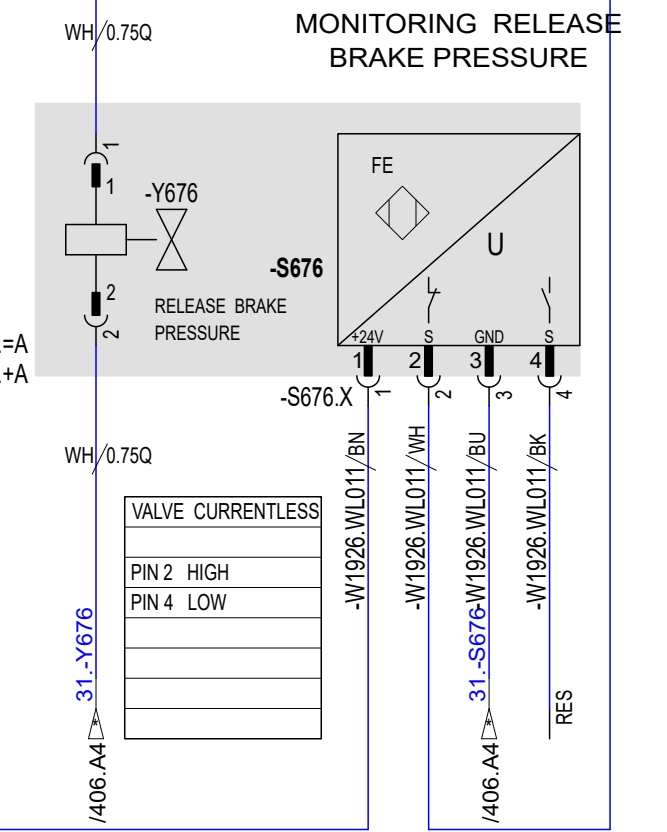 MONITORING RELEASE
BRAKE PRESSURE
WH/0.75Q
1
1
-Y676
2
2
RELEASE BRAKE
PRESSURE
=A
+A
-S676
FE
U
+24V
S
GND
S
1
2
3
4
-S676.X
1
2
3
4
WH/0.75Q
-W1926.WL011/BN
-W1926.WL011/WH
-W1926.WL011/BU
-W1926.WL011/BK
VALVE CURRENTLESS
PIN 2 HIGH
PIN 4 LOW
31.-Y676
*
/406.A4
31.-S676
*
/406.A4
RES